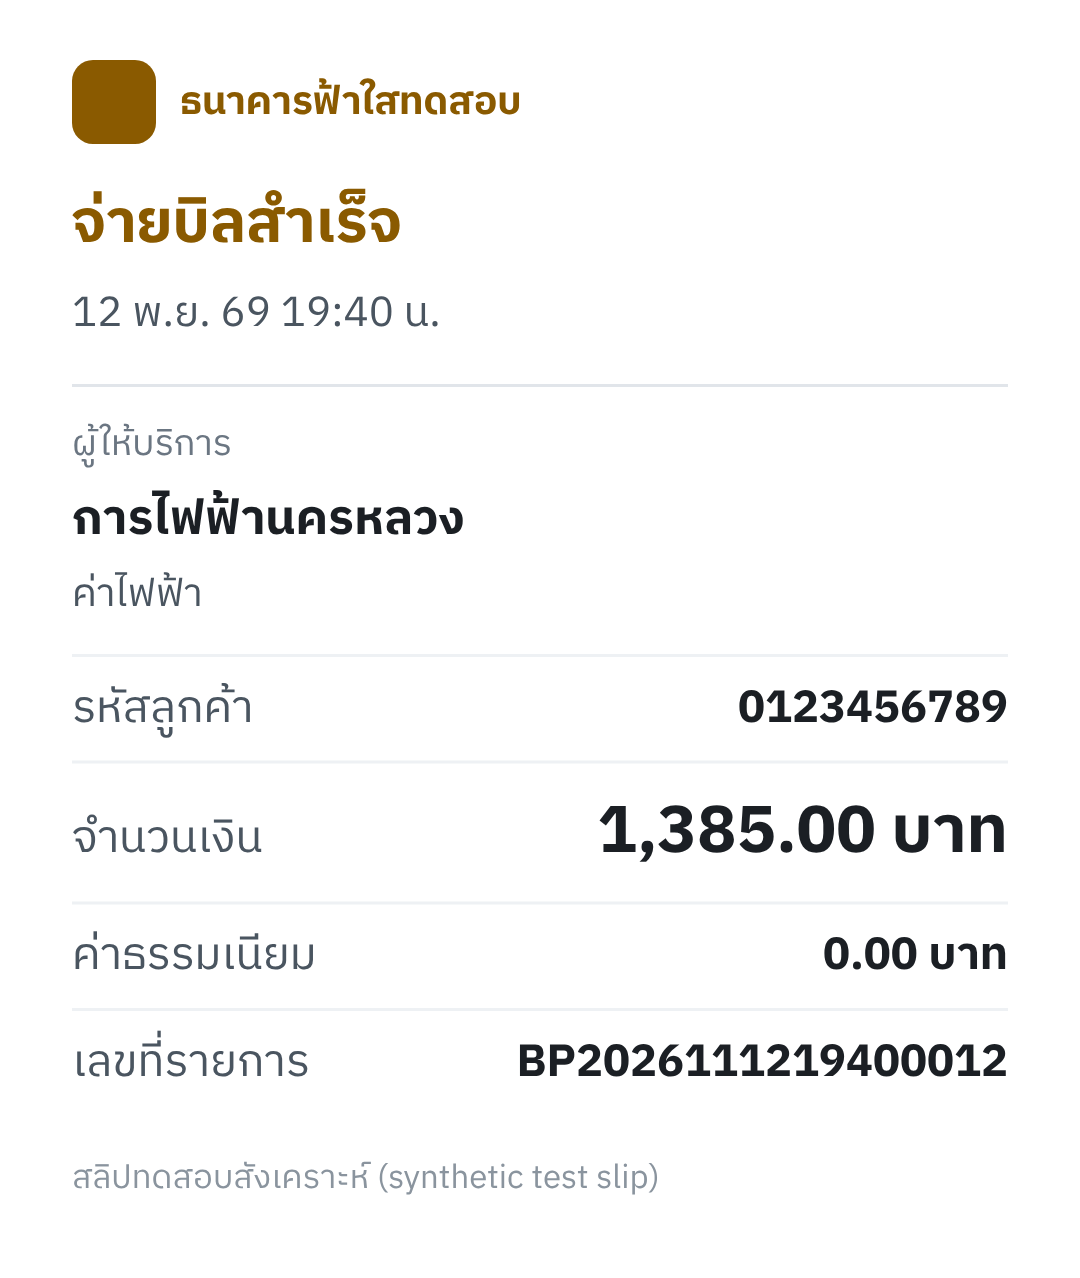 ธนาคารฟ้าใสทดสอบ
จ่ายบิลสำเร็จ
12 พ.ย. 69 19:40 น.
ผู้ให้บริการ
การไฟฟ้านครหลวง
ค่าไฟฟ้า
รหัสลูกค้า 0123456789
จำนวนเงิน 1,385.00 บาท
ค่าธรรมเนียม 0.00 บาท
เลขที่รายการ BP2026111219400012
สลิปทดสอบสังเคราะห์ (synthetic test slip)